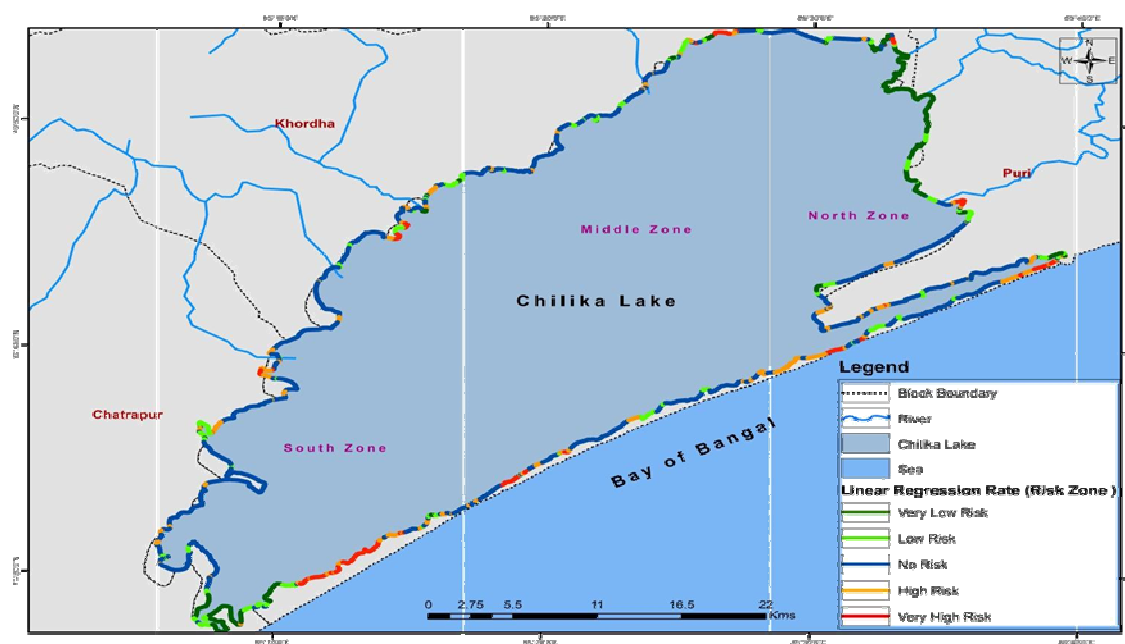 N
W E
S
Khordha
Puri
North Zone
Middle Zone
Chilika Lake
Chatrapur
South Zone
Bay of Bangal
Legend
Block Boundary
River
Chilika Lake
Sea
Linear Regression Rate (Risk Zone)
Very Low Risk
Low Risk
No Risk
High Risk
Very High Risk
0 2.75 5.5 11 16.5 22
Kms